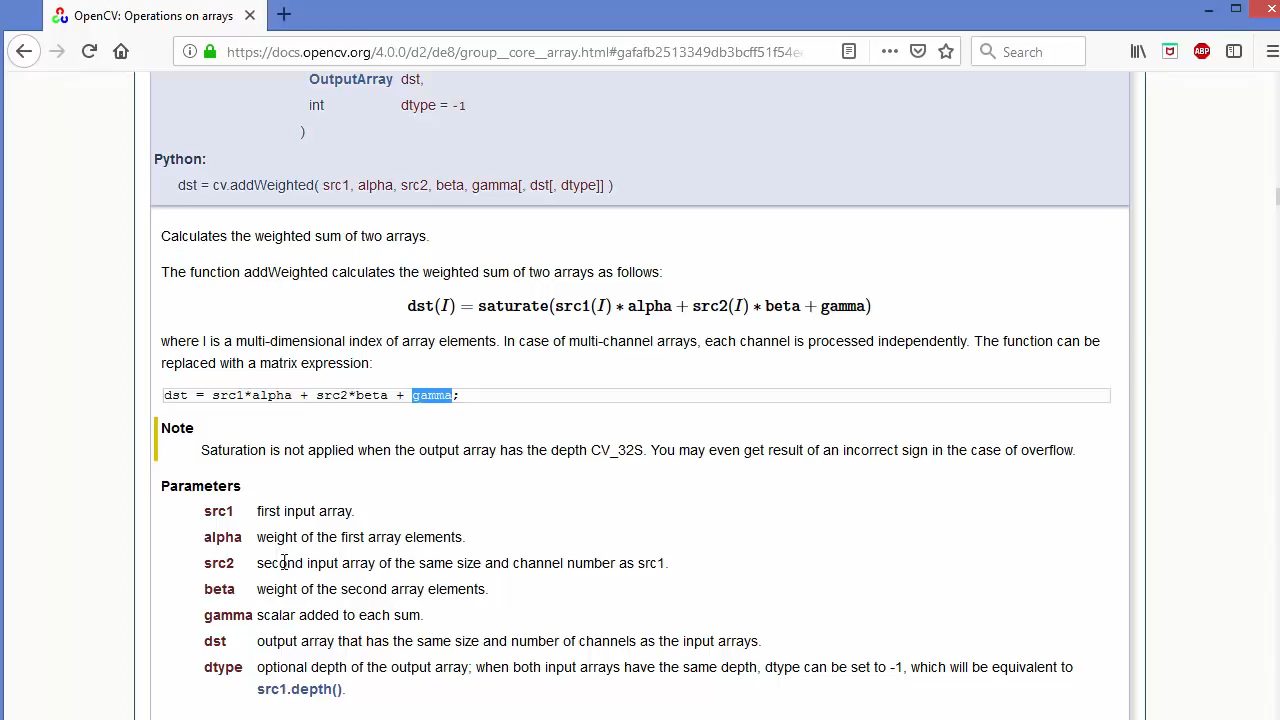 OpenCV: Operations on arrays
https://docs.opencv.org/4.0.0/d2/de8/group__core__array.html#gafafb2513349db3bcff51f54ee
Search
ABP
OutputArray dst,
int dtype = -1
)
Python:
dst = cv.addWeighted( src1, alpha, src2, beta, gamma[, dst[, dtype]] )
Calculates the weighted sum of two arrays.
The function addWeighted calculates the weighted sum of two arrays as follows:
dst(I) = saturate(src1(I) * alpha + src2(I) * beta + gamma)
where I is a multi-dimensional index of array elements. In case of multi-channel arrays, each channel is processed independently. The function can be
replaced with a matrix expression:
dst = src1*alpha + src2*beta + gamma;
Note
Saturation is not applied when the output array has the depth CV_32S. You may even get result of an incorrect sign in the case of overflow.
Parameters
src1 first input array.
alpha weight of the first array elements.
src2 second input array of the same size and channel number as src1.
beta weight of the second array elements.
gamma scalar added to each sum.
dst output array that has the same size and number of channels as the input arrays.
dtype optional depth of the output array; when both input arrays have the same depth, dtype can be set to -1, which will be equivalent to
src1.depth().